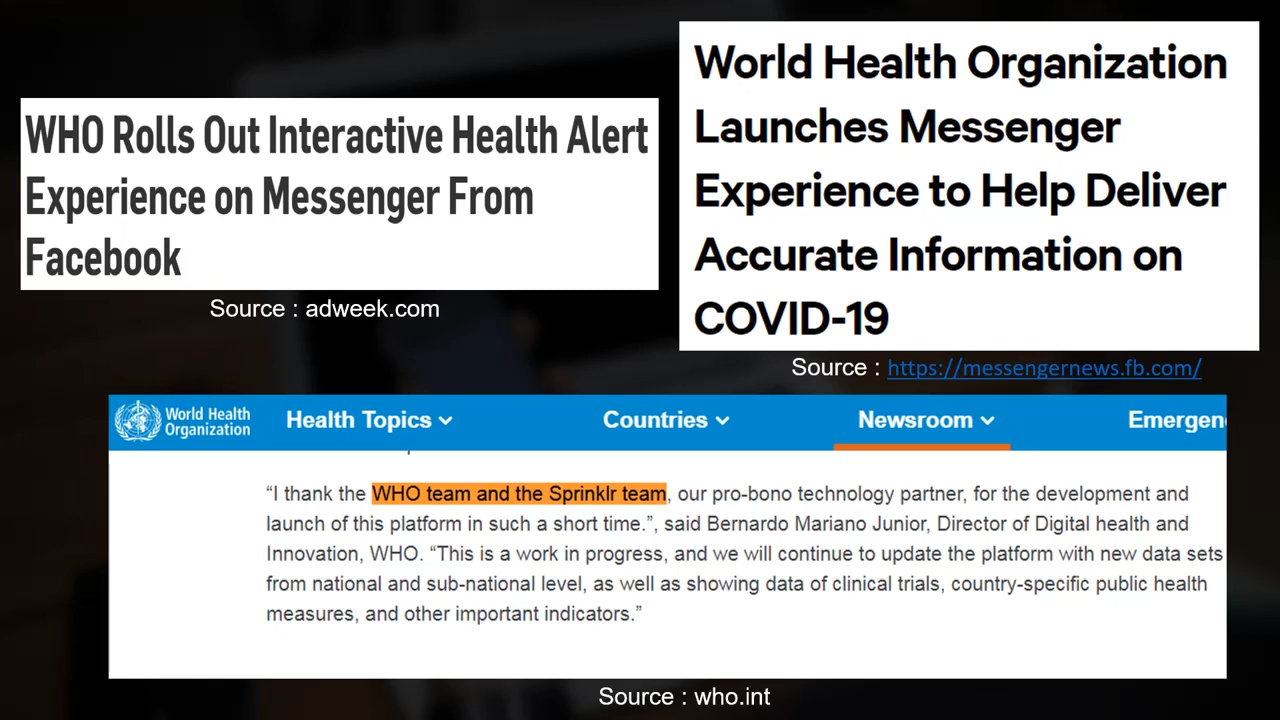 WHO Rolls Out Interactive Health Alert
Experience on Messenger From
Facebook
Source : adweek.com
World Health Organization
Launches Messenger
Experience to Help Deliver
Accurate Information on
COVID-19
Source : https://messengernews.fb.com/
World Health
Organization
Health Topics
Countries
Newsroom
Emergen
“I thank the WHO team and the Sprinklr team, our pro-bono technology partner, for the development and
launch of this platform in such a short time.”, said Bernardo Mariano Junior, Director of Digital health and
Innovation, WHO. “This is a work in progress, and we will continue to update the platform with new data sets
from national and sub-national level, as well as showing data of clinical trials, country-specific public health
measures, and other important indicators.”
Source : who.int